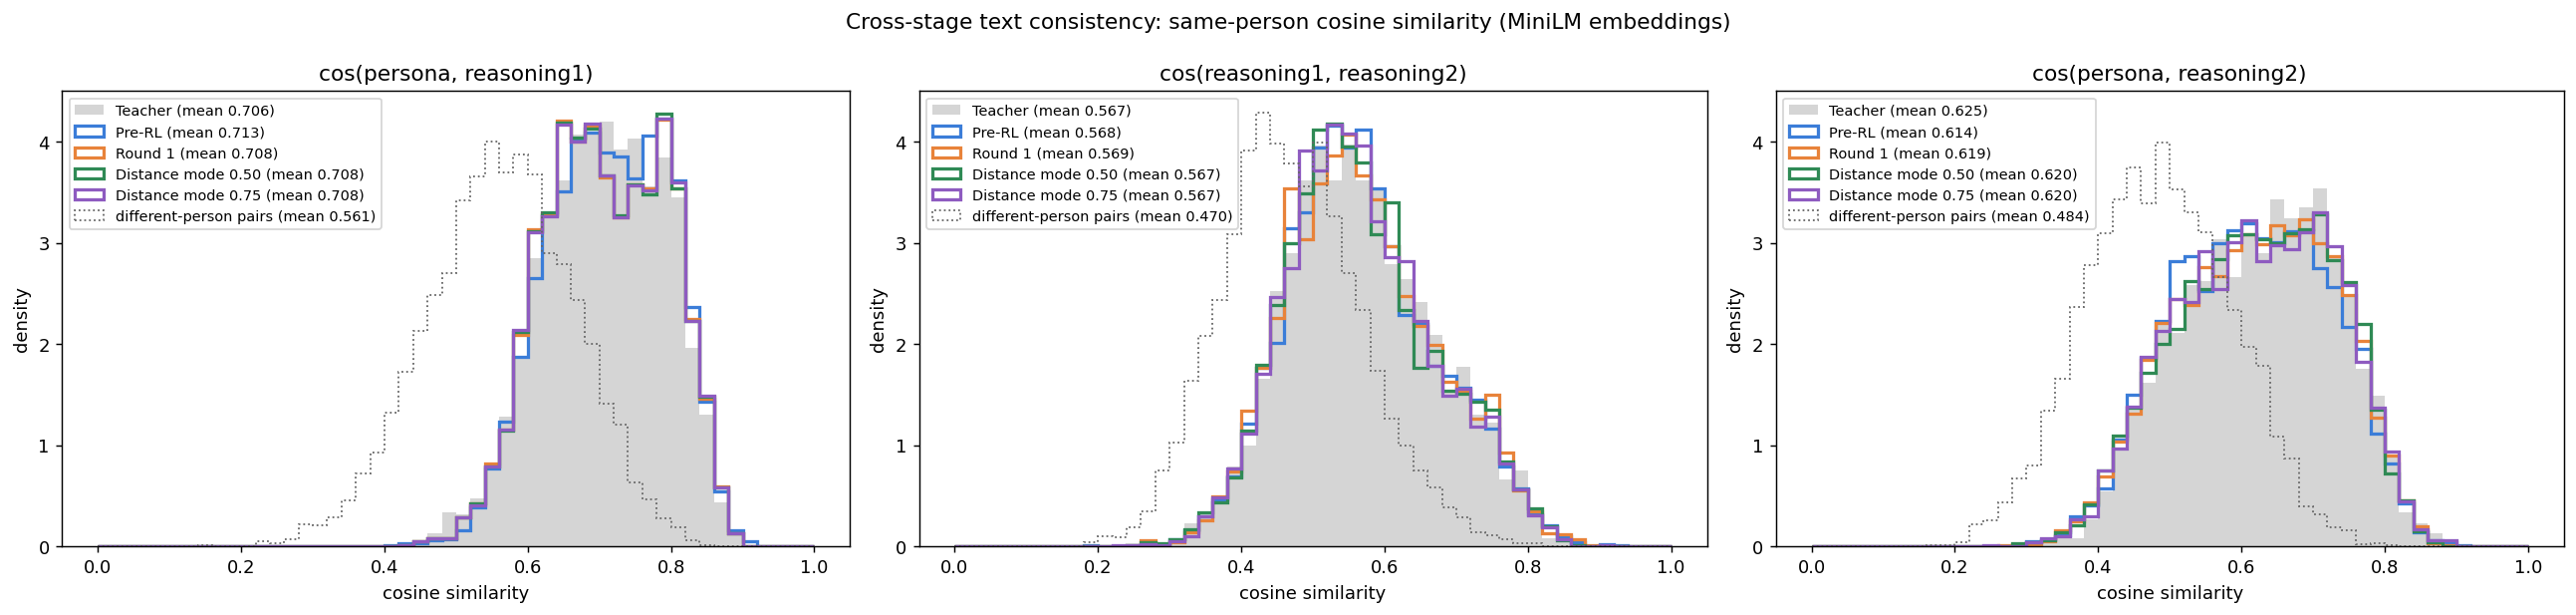 Cross-stage text consistency: same-person cosine similarity (MiniLM embeddings)
cos(persona, reasoning1)
Teacher (mean 0.706)
Pre-RL (mean 0.713)
Round 1 (mean 0.708)
Distance mode 0.50 (mean 0.708)
Distance mode 0.75 (mean 0.708)
different-person pairs (mean 0.561)
density
4
3
2
1
0
0.0 0.2 0.4 0.6 0.8 1.0
cosine similarity
cos(reasoning1, reasoning2)
Teacher (mean 0.567)
Pre-RL (mean 0.568)
Round 1 (mean 0.569)
Distance mode 0.50 (mean 0.567)
Distance mode 0.75 (mean 0.567)
different-person pairs (mean 0.470)
density
4
3
2
1
0
0.0 0.2 0.4 0.6 0.8 1.0
cosine similarity
cos(persona, reasoning2)
Teacher (mean 0.625)
Pre-RL (mean 0.614)
Round 1 (mean 0.619)
Distance mode 0.50 (mean 0.620)
Distance mode 0.75 (mean 0.620)
different-person pairs (mean 0.484)
density
4
3
2
1
0
0.0 0.2 0.4 0.6 0.8 1.0
cosine similarity